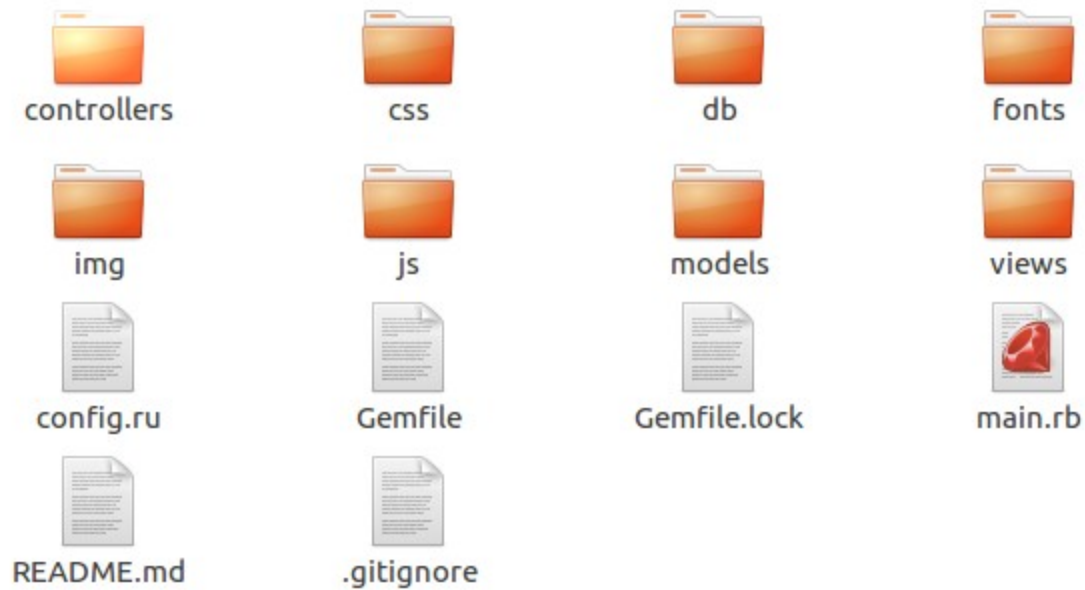 controllers css db fonts
img js models views
config.ru Gemfile Gemfile.lock main.rb
README.md .gitignore